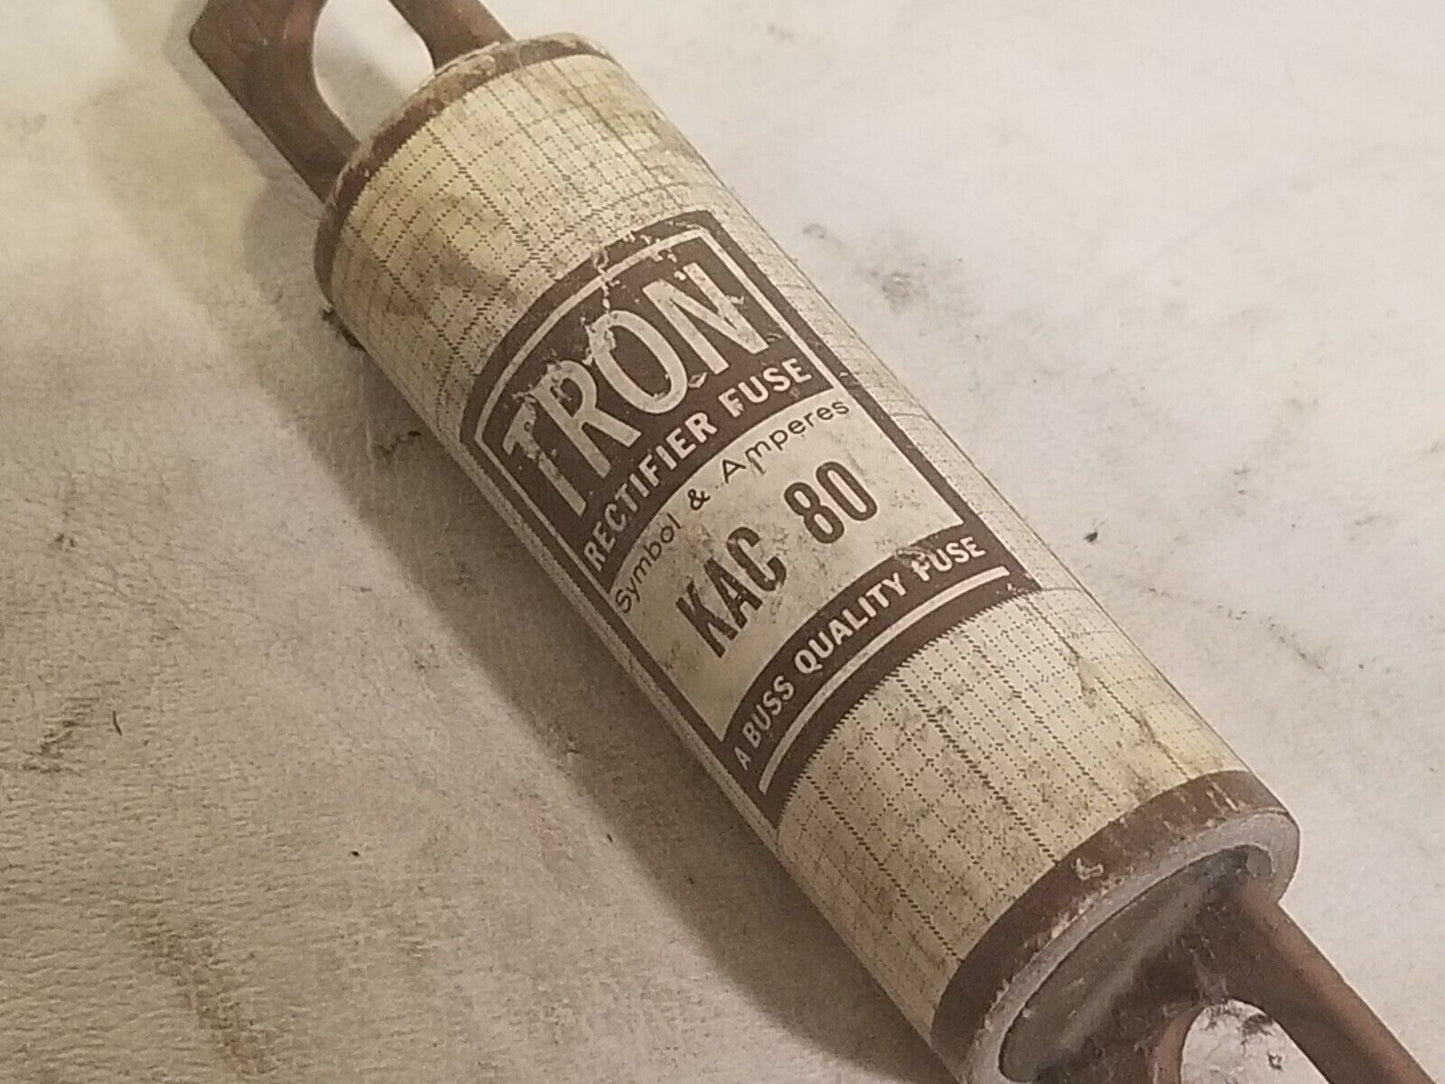 TRON
RECTIFIER FUSE
Symbol & Amperes
KAC 80
A BUSS QUALITY FUSE